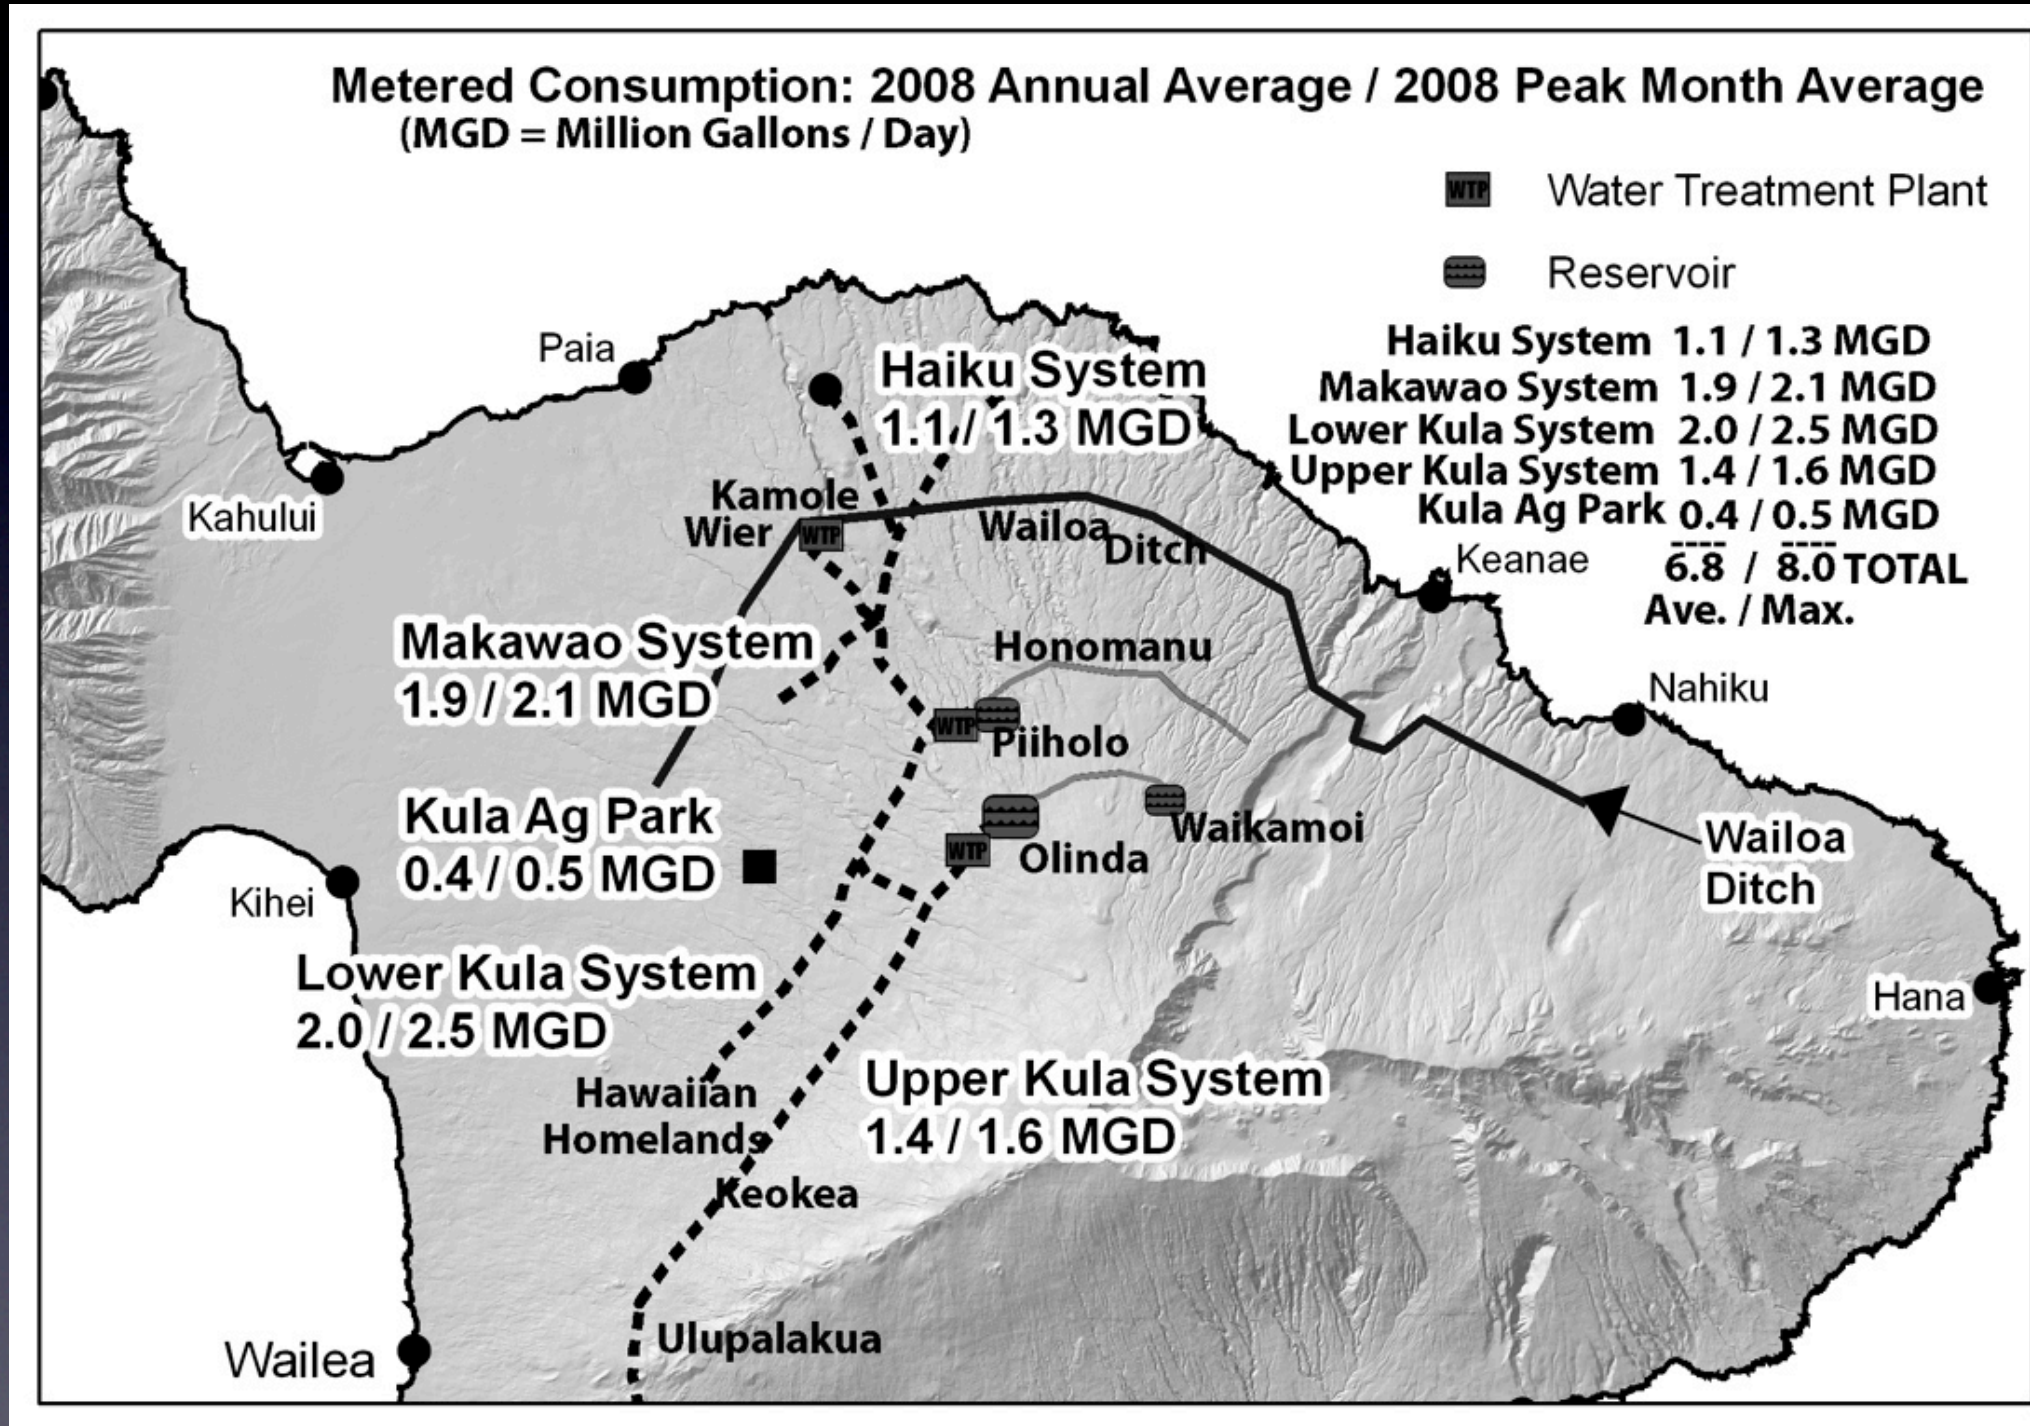 Metered Consumption: 2008 Annual Average / 2008 Peak Month Average
(MGD = Million Gallons / Day)
WTP Water Treatment Plant
Reservoir
Haiku System 1.1 / 1.3 MGD
Makawao System 1.9 / 2.1 MGD
Lower Kula System 2.0 / 2.5 MGD
Upper Kula System 1.4 / 1.6 MGD
Kula Ag Park 0.4 / 0.5 MGD
---- ----
6.8 / 8.0 TOTAL
Ave. / Max.
Paia
Haiku System
1.1 / 1.3 MGD
Kahului
Kamole
Wier
WTP
Wailoa
Ditch
Keanae
Makawao System
1.9 / 2.1 MGD
Honomanu
Nahiku
WTP
Piiholo
Kula Ag Park
0.4 / 0.5 MGD
Waikamoi
WTP
Olinda
Wailoa
Ditch
Kihei
Lower Kula System
2.0 / 2.5 MGD
Hana
Hawaiian
Homelands
Upper Kula System
1.4 / 1.6 MGD
Keokea
Ulupalakua
Wailea